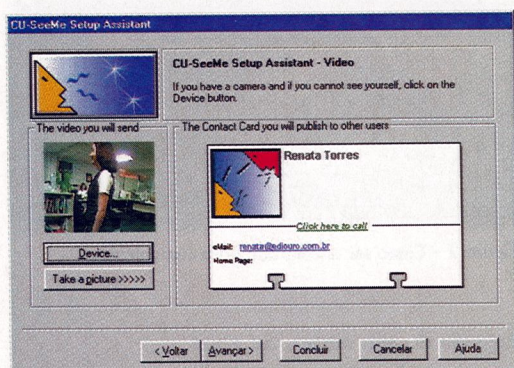 CU-SeeMe Setup Assistant
CU-SeeMe Setup Assistant - Video
If you have a camera and if you cannot see yourself, click on the
Device button.
The video you will send
The Contact Card you will publish to other users
Renata Torres
Click here to call
eMail: renata@ediouro.com.br
Home Page:
Device...
Take a picture >>>>>
< Voltar
Avançar >
Concluir
Cancelar
Ajuda